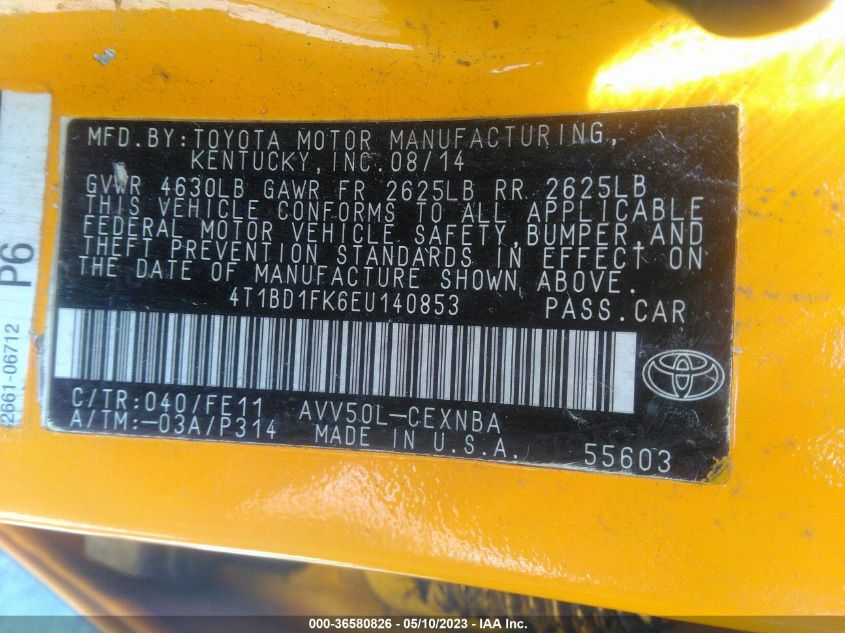 MFD. BY: TOYOTA MOTOR MANUFACTURING,
KENTUCKY, INC. 08/14
GVWR 4630LB GAWR FR 2625LB RR 2625LB
THIS VEHICLE CONFORMS TO ALL APPLICABLE
FEDERAL MOTOR VEHICLE SAFETY, BUMPER, AND
THEFT PREVENTION STANDARDS IN EFFECT ON
THE DATE OF MANUFACTURE SHOWN ABOVE.
4T1BD1FK6EU140853 PASS. CAR
C/TR: 040/FE11 AVV50L-CEXNBA
A/TM: -03A/P314 MADE IN U.S.A. 55603
P6
2661-06712
000-36580826 - 05/10/2023 - IAA Inc.